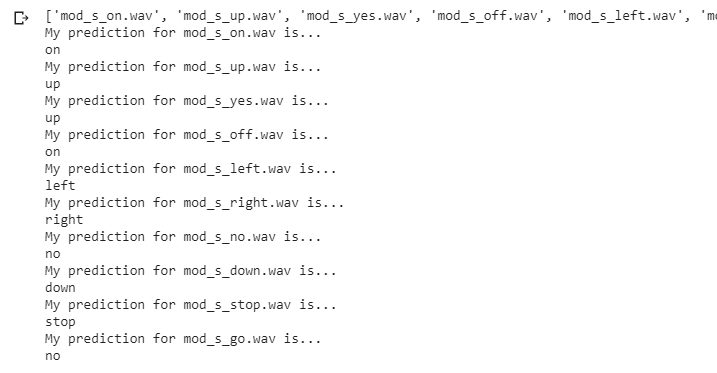 ['mod_s_on.wav', 'mod_s_up.wav', 'mod_s_yes.wav', 'mod_s_off.wav', 'mod_s_left.wav',
My prediction for mod_s_on.wav is...
on
My prediction for mod_s_up.wav is...
up
My prediction for mod_s_yes.wav is...
up
My prediction for mod_s_off.wav is...
on
My prediction for mod_s_left.wav is...
left
My prediction for mod_s_right.wav is...
right
My prediction for mod_s_no.wav is...
no
My prediction for mod_s_down.wav is...
down
My prediction for mod_s_stop.wav is...
stop
My prediction for mod_s_go.wav is...
no